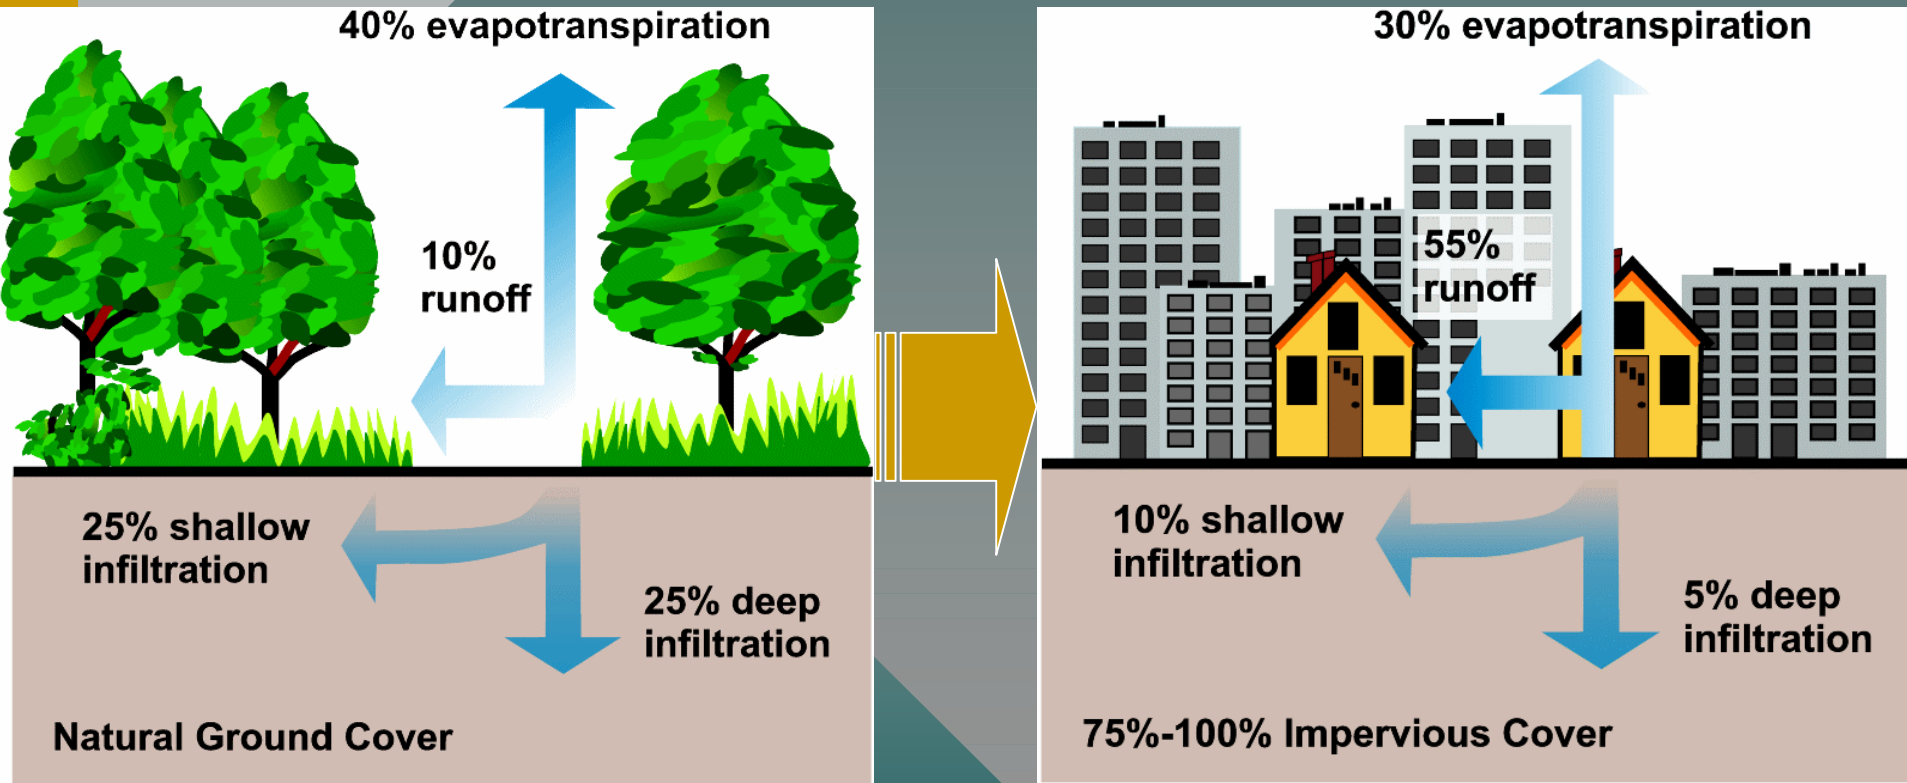 40% evapotranspiration
10%
runoff
25% shallow
infiltration
25% deep
infiltration
Natural Ground Cover
30% evapotranspiration
55%
runoff
10% shallow
infiltration
5% deep
infiltration
75%-100% Impervious Cover